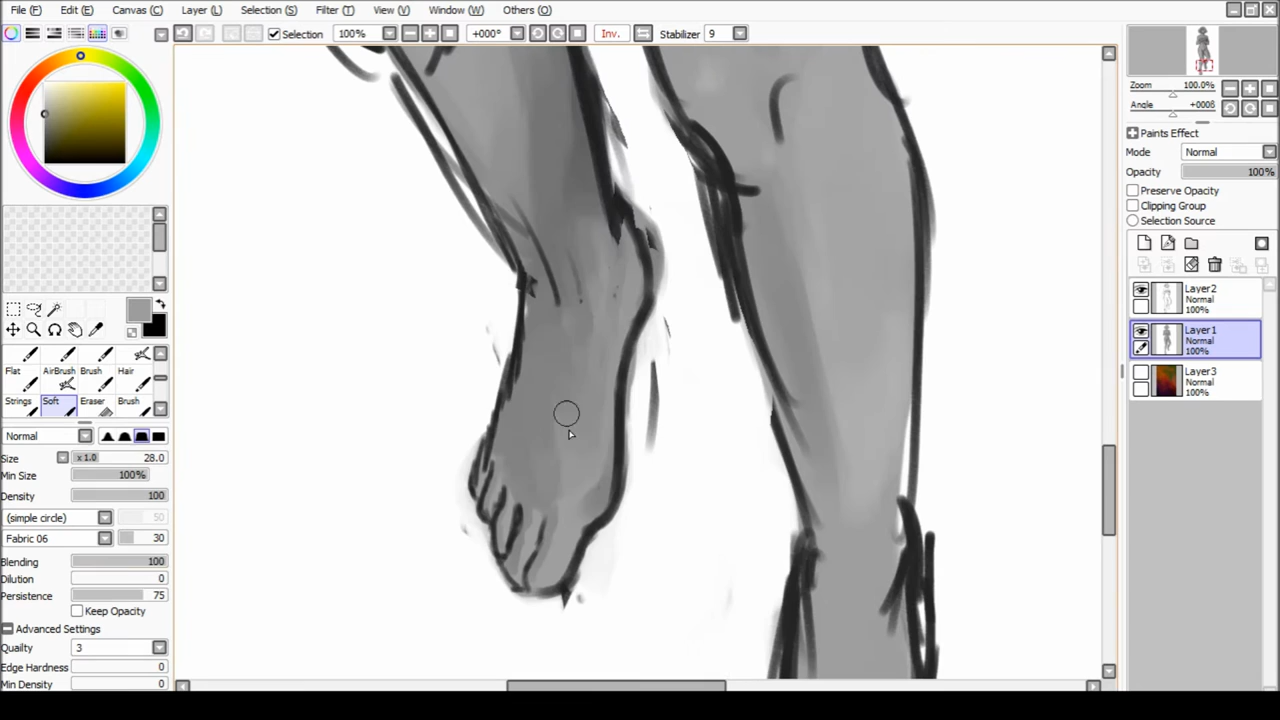 File (F) Edit (E) Canvas (C) Layer (L) Selection (S) Filter (T) View (V) Window (W) Others (O)
Selection 100% +000° Inv. Stabilizer 9
Zoom 100.0%
Angle +000ß
Paints Effect
Mode Normal
Opacity 100%
Preserve Opacity
Clipping Group
Selection Source
Layer2
Normal
100%
Layer1
Normal
100%
Layer3
Normal
100%
Flat AirBrush Brush Hair
Strings Soft Eraser Brush
Normal
Size x 1.0 28.0
Min Size 100%
Density 100
(simple circle) 50
Fabric 06 30
Blending 100
Dilution 0
Persistence 75
Keep Opacity
Advanced Settings
Quality 3
Edge Hardness 0
Min Density 0